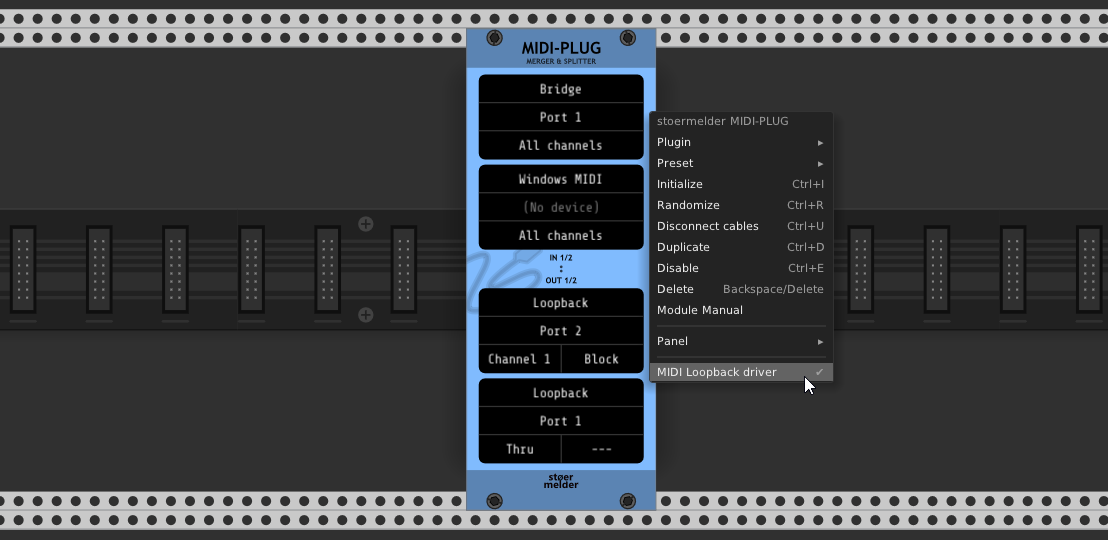 MIDI-PLUG
MERGER & SPLITTER
Bridge
Port 1
All channels
Windows MIDI
(No device)
All channels
IN 1/2
:
OUT 1/2
Loopback
Port 2
Channel 1 Block
Loopback
Port 1
Thru ---
stoer
melder
stoermelder MIDI-PLUG
Plugin ▸
Preset ▸
Initialize Ctrl+I
Randomize Ctrl+R
Disconnect cables Ctrl+U
Duplicate Ctrl+D
Disable Ctrl+E
Delete Backspace/Delete
Module Manual
Panel ▸
MIDI Loopback driver ✔